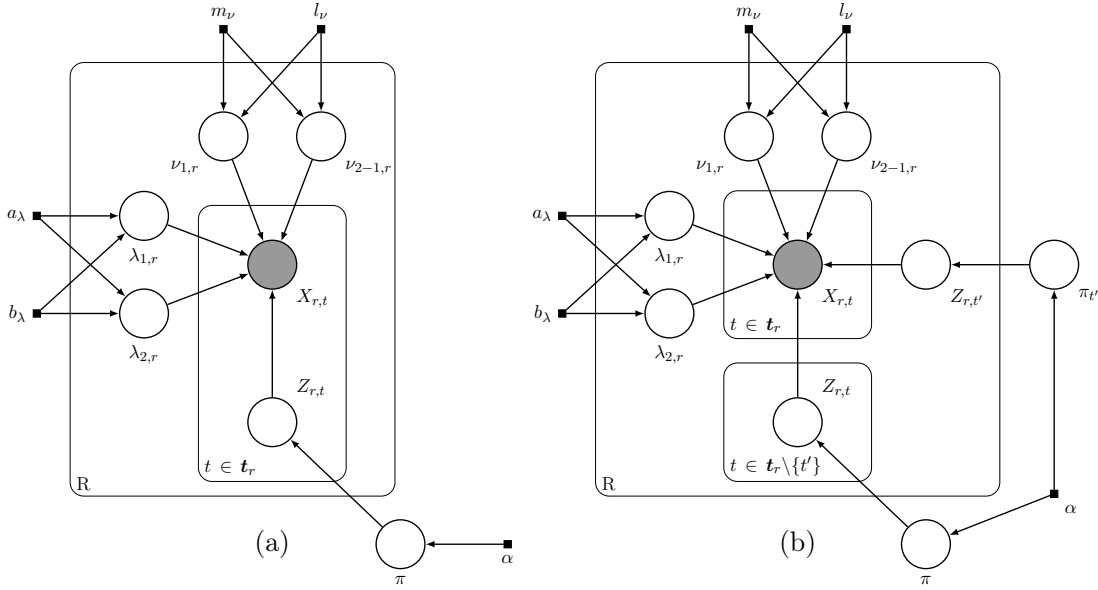 m_ν l_ν
ν_{1,r} ν_{2−1,r}
a_λ
λ_{1,r}
X_{r,t}
b_λ
λ_{2,r}
Z_{r,t}
t ∈ t_r
R
(a)
π
α
m_ν l_ν
ν_{1,r} ν_{2−1,r}
a_λ
λ_{1,r}
X_{r,t} Z_{r,t'} π_{t'}
b_λ
t ∈ t_r
λ_{2,r}
Z_{r,t}
t ∈ t_r\{t'}
R
α
(b)
π